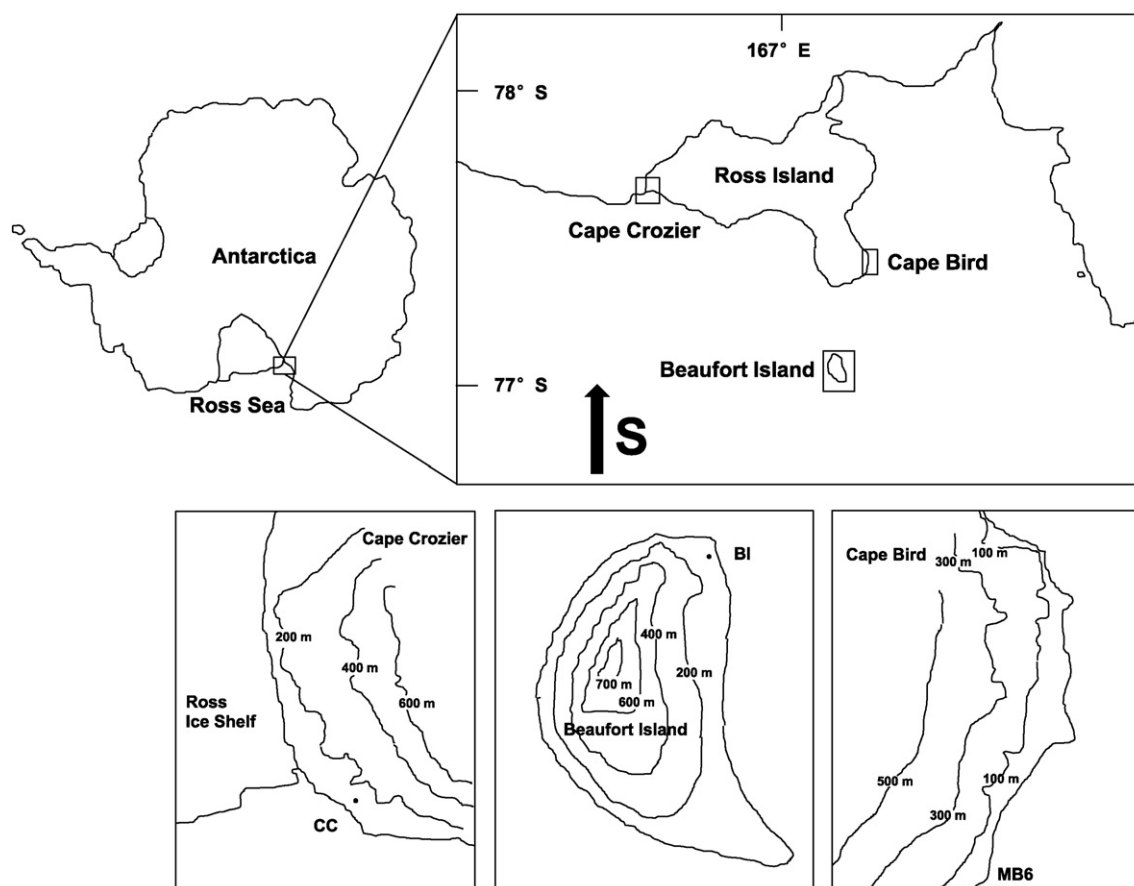 167° E
78° S
Ross Island
Cape Crozier
Cape Bird
Antarctica
Beaufort Island
77° S
Ross Sea
S
Cape Crozier
200 m
400 m
600 m
Ross
Ice Shelf
CC
BI
400 m
200 m
700 m
600 m
Beaufort Island
Cape Bird
100 m
300 m
500 m
100 m
300 m
MB6